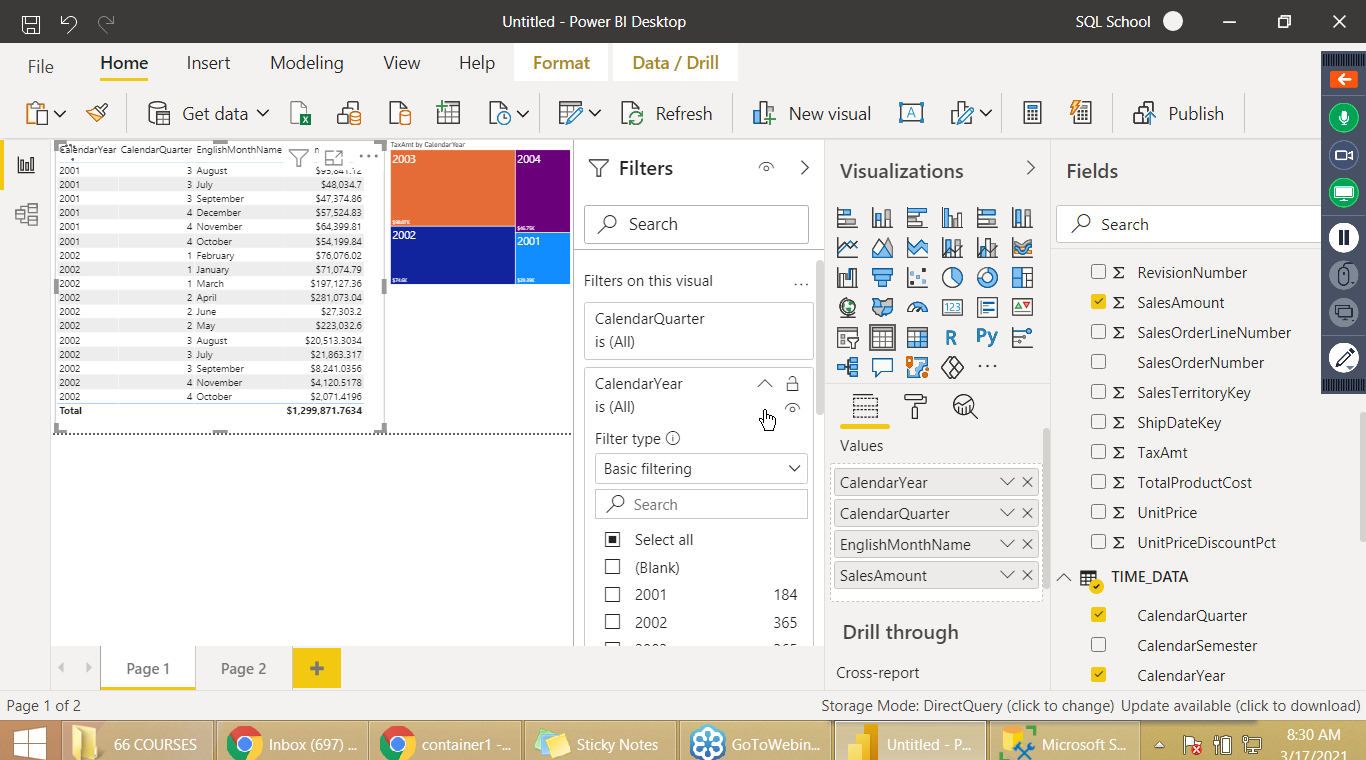 Untitled - Power BI Desktop
SQL School
File
Home
Insert
Modeling
View
Help
Format
Data / Drill
Get data
Refresh
New visual
Publish
CalendarYear CalendarQuarter EnglishMonthName
2001 3 August $95,841.12
2001 3 July $48,034.7
2001 3 September $47,374.86
2001 4 December $57,524.83
2001 4 November $64,399.81
2001 4 October $54,199.84
2002 1 February $76,076.02
2002 1 January $71,074.79
2002 1 March $197,127.36
2002 2 April $281,073.04
2002 2 June $27,303.2
2002 2 May $223,032.6
2002 3 August $20,513.3034
2002 3 July $21,863.317
2002 3 September $8,241.0356
2002 4 November $4,120.5178
2002 4 October $2,071.4196
Total $1,299,871.7634
TaxAmt by CalendarYear
2003
2004
2002
2001
Filters
Search
Filters on this visual
...
CalendarQuarter
is (All)
CalendarYear
is (All)
Filter type
Basic filtering
Search
Select all
(Blank)
2001 184
2002 365
Visualizations
123
R
Py
...
Values
CalendarYear
CalendarQuarter
EnglishMonthName
SalesAmount
Drill through
Cross-report
Fields
Search
Σ RevisionNumber
Σ SalesAmount
Σ SalesOrderLineNumber
SalesOrderNumber
Σ SalesTerritoryKey
Σ ShipDateKey
Σ TaxAmt
Σ TotalProductCost
Σ UnitPrice
Σ UnitPriceDiscountPct
TIME_DATA
CalendarQuarter
CalendarSemester
CalendarYear
Page 1
Page 2
+
Page 1 of 2
Storage Mode: DirectQuery (click to change) Update available (click to download)
66 COURSES
Inbox (697) ...
container1 -...
Sticky Notes
GoToWebin...
Untitled - P...
Microsoft S...
8:30 AM
3/17/2021